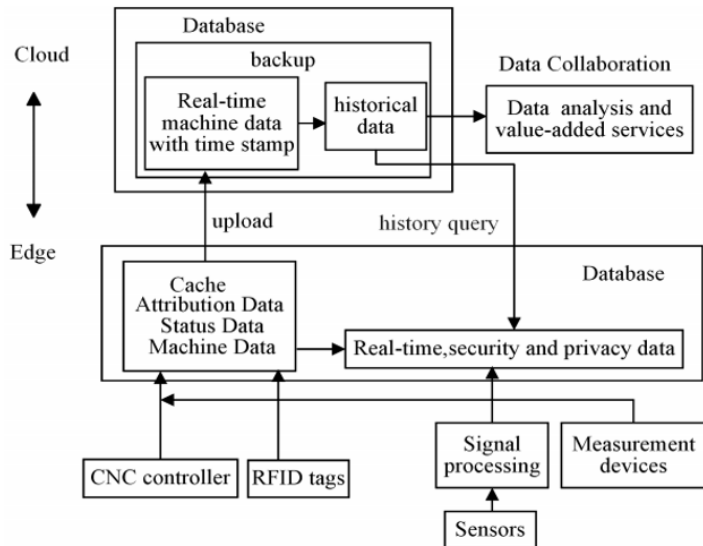 Database
Cloud
backup
Data Collaboration
Real-time
machine data
with time stamp
historical
data
Data analysis and
value-added services
upload
history query
Edge
Database
Cache
Attribution Data
Status Data
Machine Data
Real-time,security and privacy data
CNC controller
RFID tags
Signal
processing
Measurement
devices
Sensors